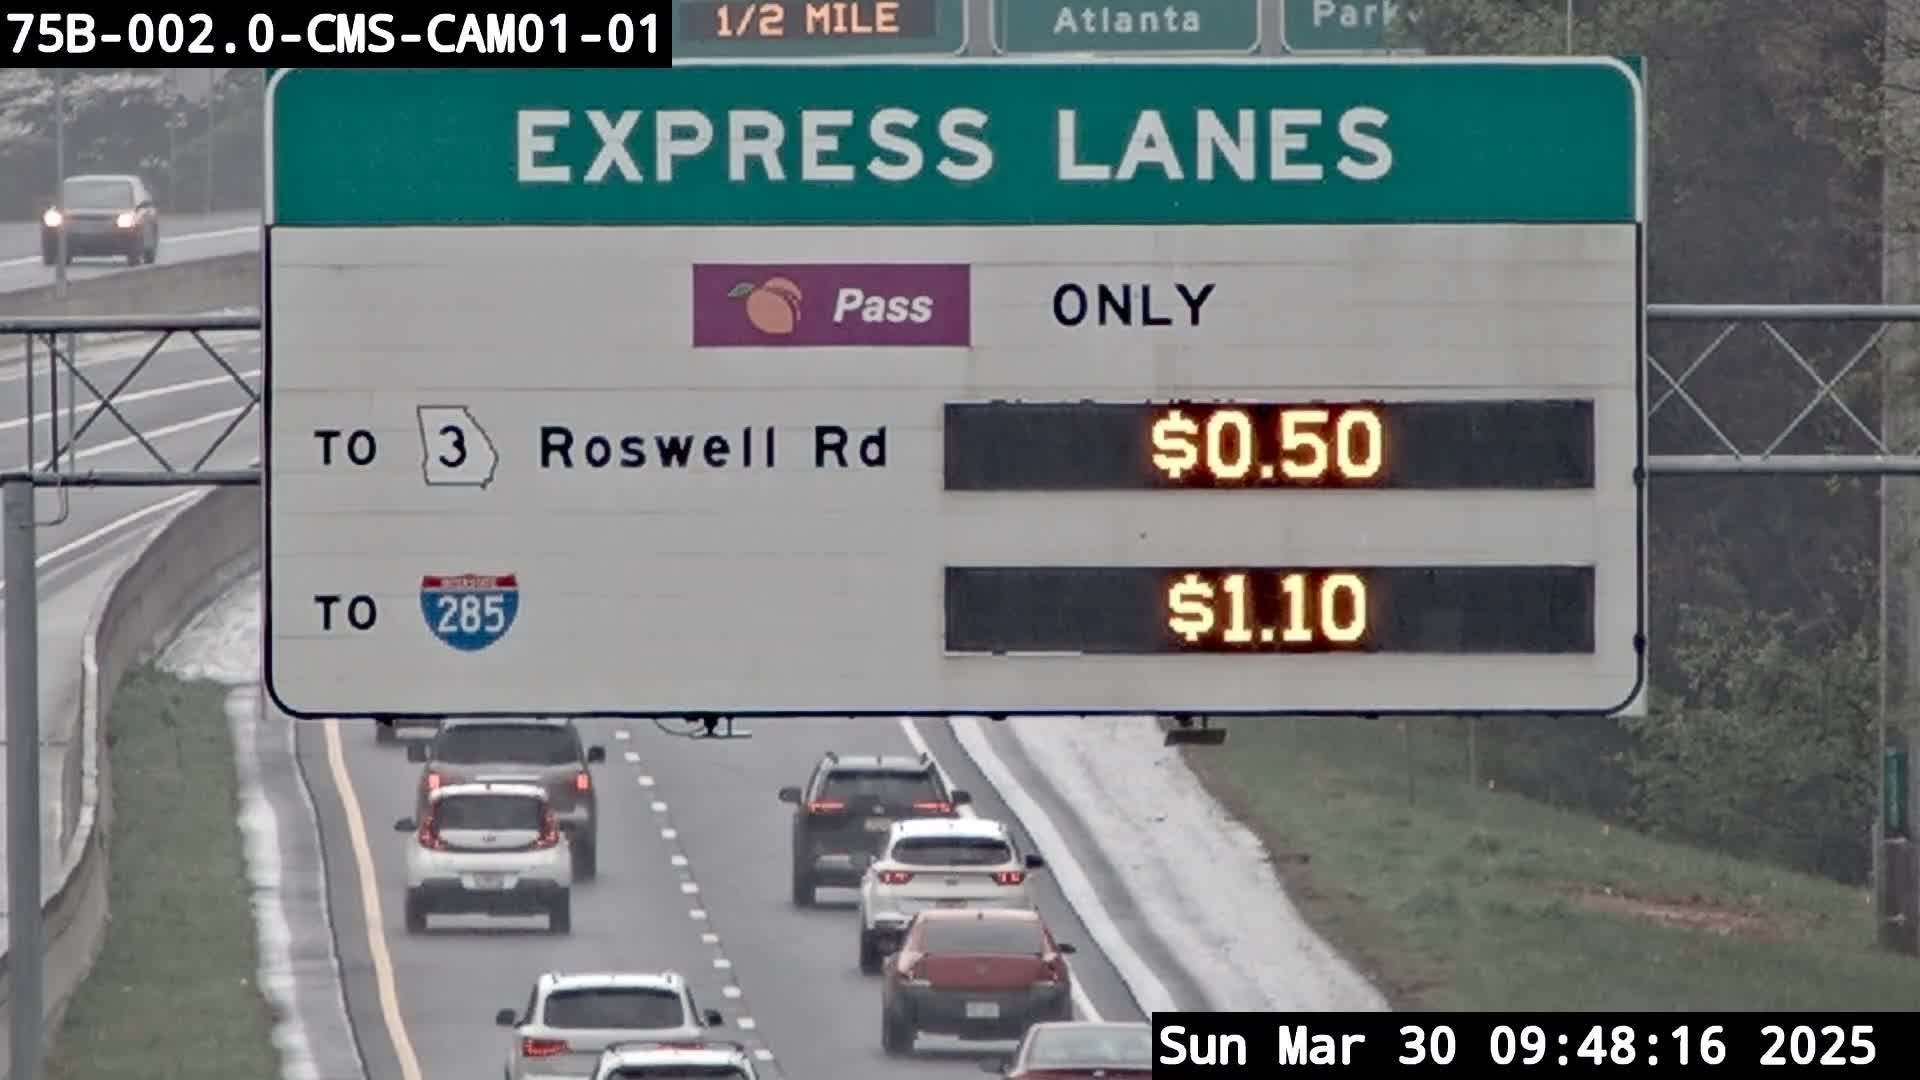 75B-002.0-CMS-CAM01-01
1/2 MILE
Atlanta
EXPRESS LANES
Pass ONLY
TO 3 Roswell Rd $0.50
TO INTERSTATE 285 $1.10
Sun Mar 30 09:48:16 2025